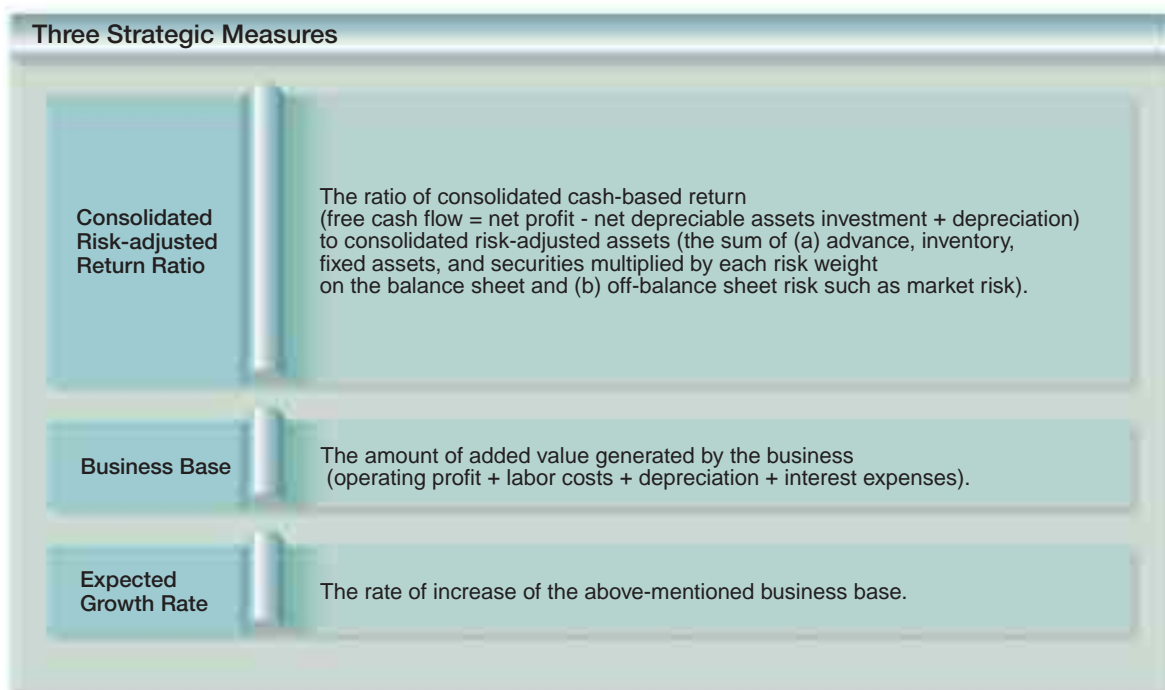 Three Strategic Measures
Consolidated
Risk-adjusted
Return Ratio
The ratio of consolidated cash-based return
(free cash flow = net profit - net depreciable assets investment + depreciation)
to consolidated risk-adjusted assets (the sum of (a) advance, inventory,
fixed assets, and securities multiplied by each risk weight
on the balance sheet and (b) off-balance sheet risk such as market risk).
Business Base
The amount of added value generated by the business
(operating profit + labor costs + depreciation + interest expenses).
Expected
Growth Rate
The rate of increase of the above-mentioned business base.